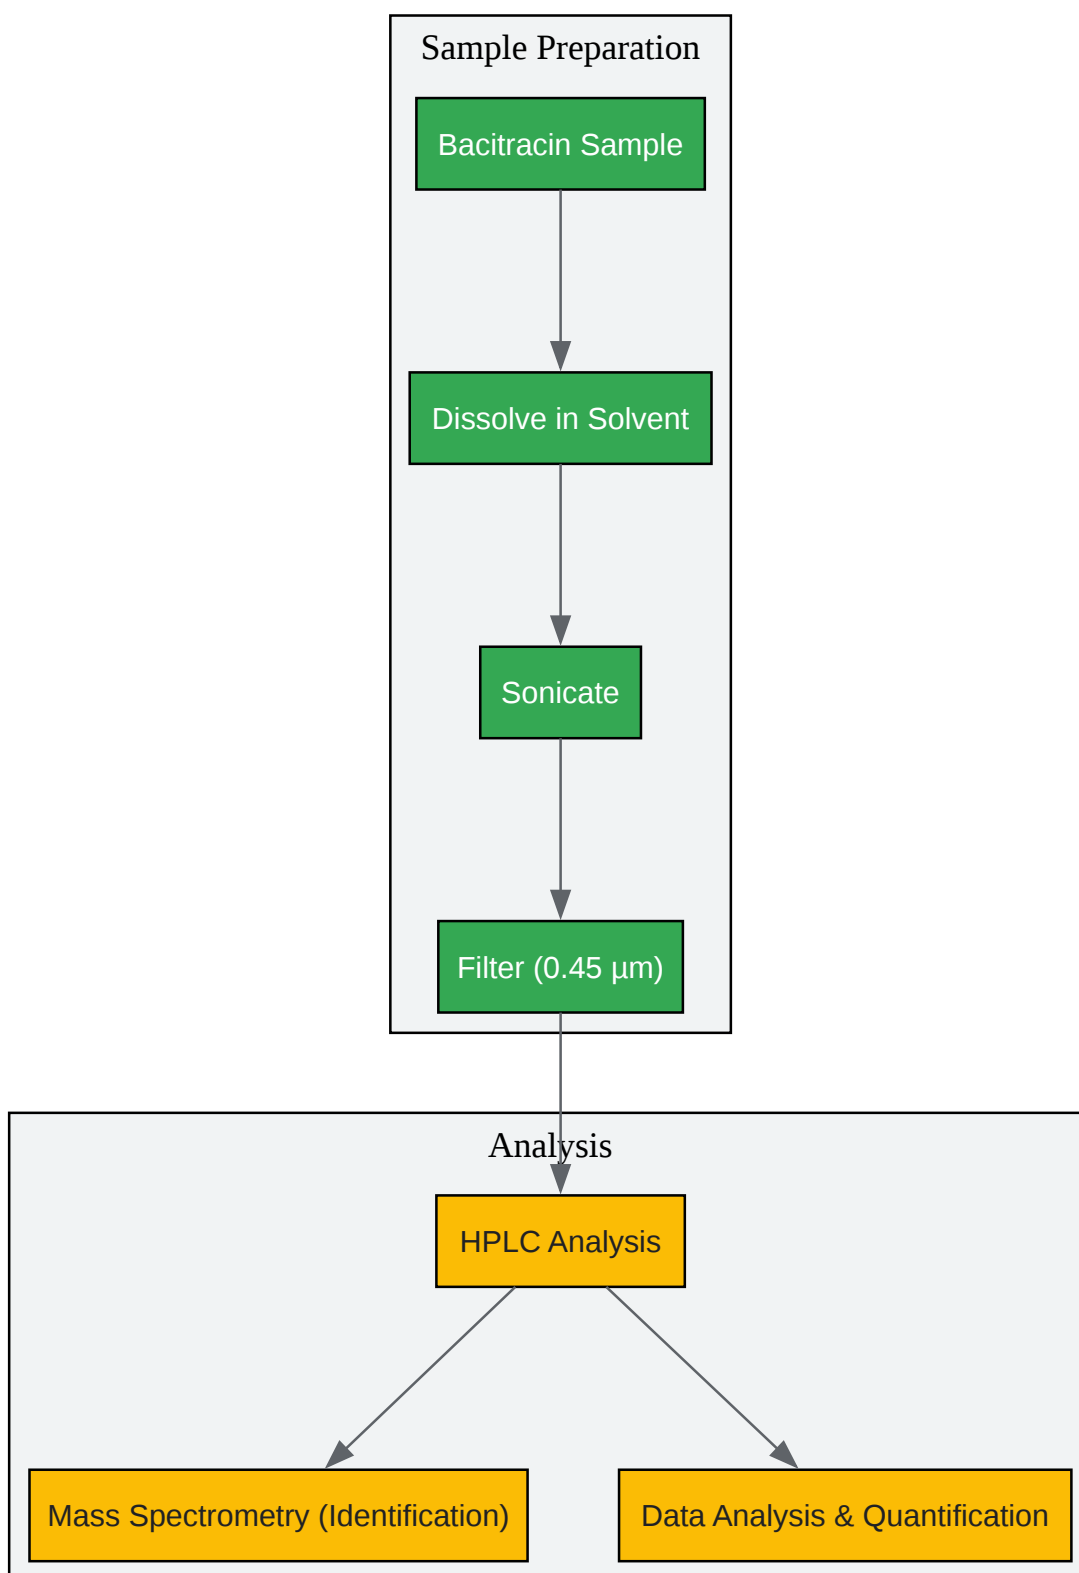 Sample Preparation
Bacitracin Sample
Dissolve in Solvent
Sonicate
Filter (0.45 µm)
Analysis
HPLC Analysis
Mass Spectrometry (Identification)
Data Analysis & Quantification